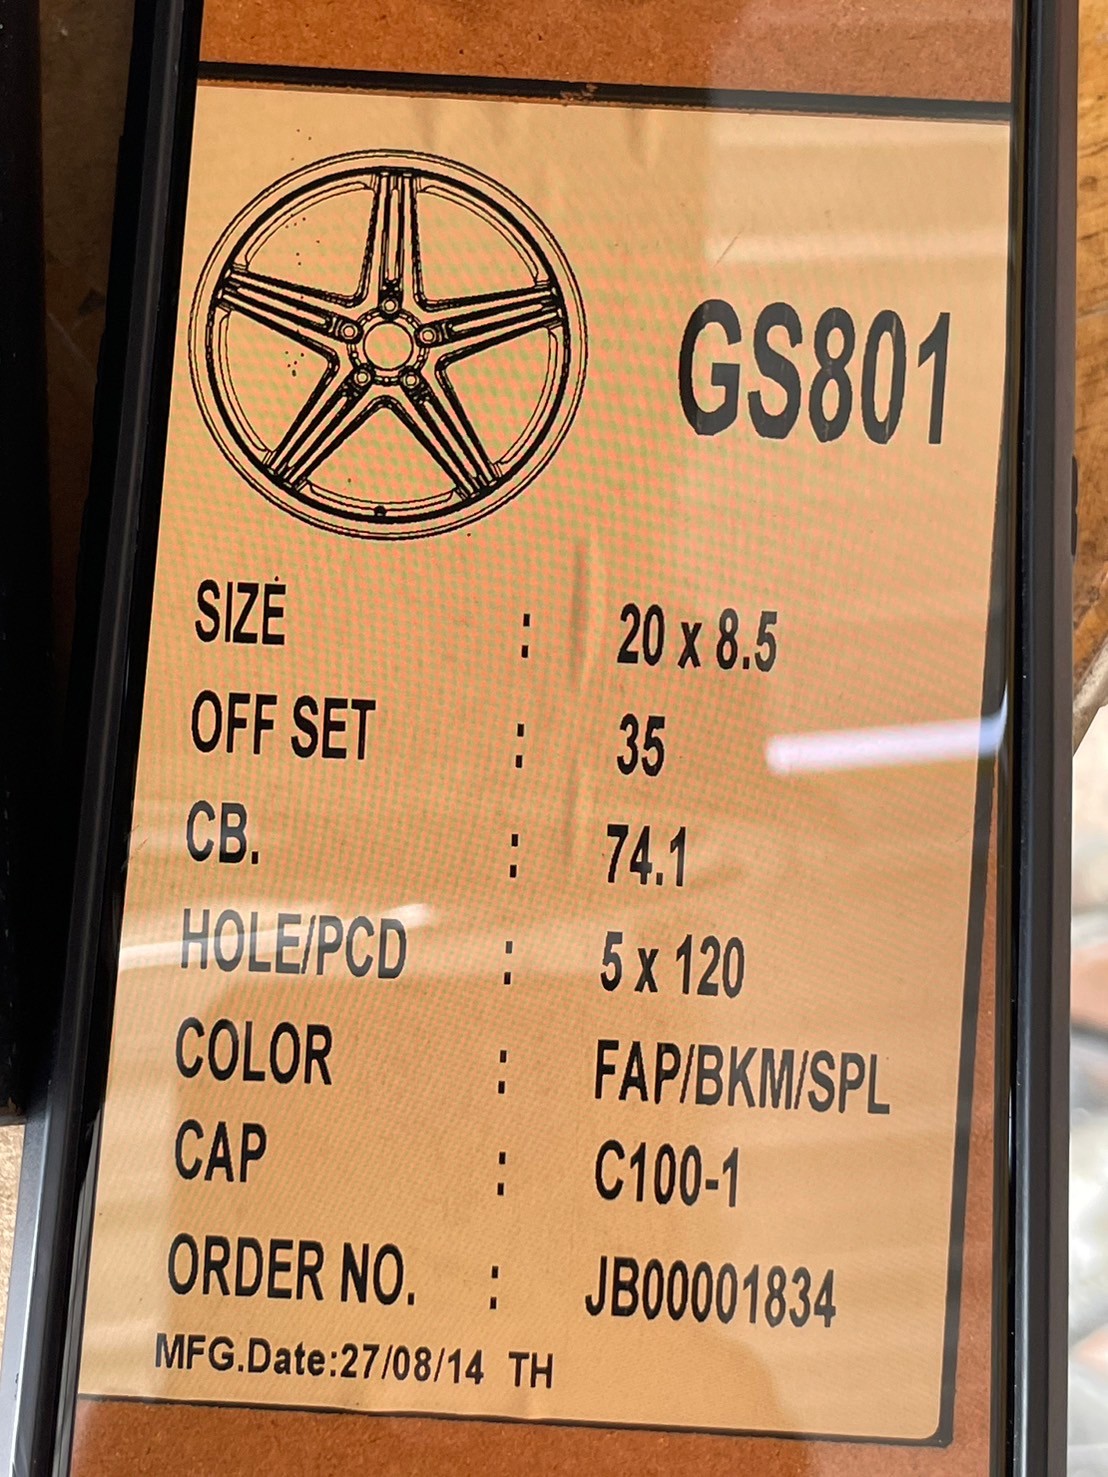 GS801
SIZE : 20 x 8.5
OFF SET : 35
CB. : 74.1
HOLE/PCD : 5 x 120
COLOR : FAP/BKM/SPL
CAP : C100-1
ORDER NO. : JB00001834
MFG.Date:27/08/14 TH